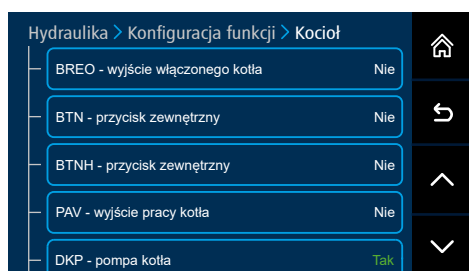 Hydraulika > Konfiguracja funkcji > Kocioł
BREO - wyjście włączonego kotła Nie
BTN - przycisk zewnętrzny Nie
BTNH - przycisk zewnętrzny Nie
PAV - wyjście pracy kotła Nie
DKP - pompa kotła Tak